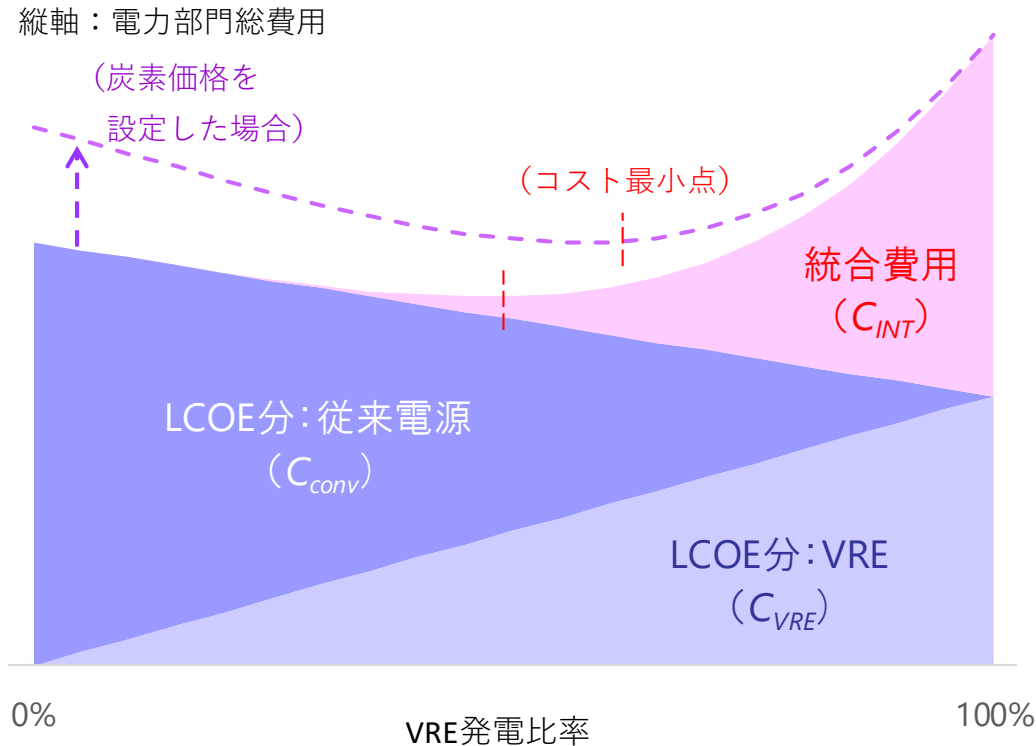 縦軸：電力部門総費用
（炭素価格を
設定した場合）
（コスト最小点）
統合費用
（CINT）
LCOE分：従来電源
（Cconv）
LCOE分：VRE
（CVRE）
0%
100%
VRE発電比率